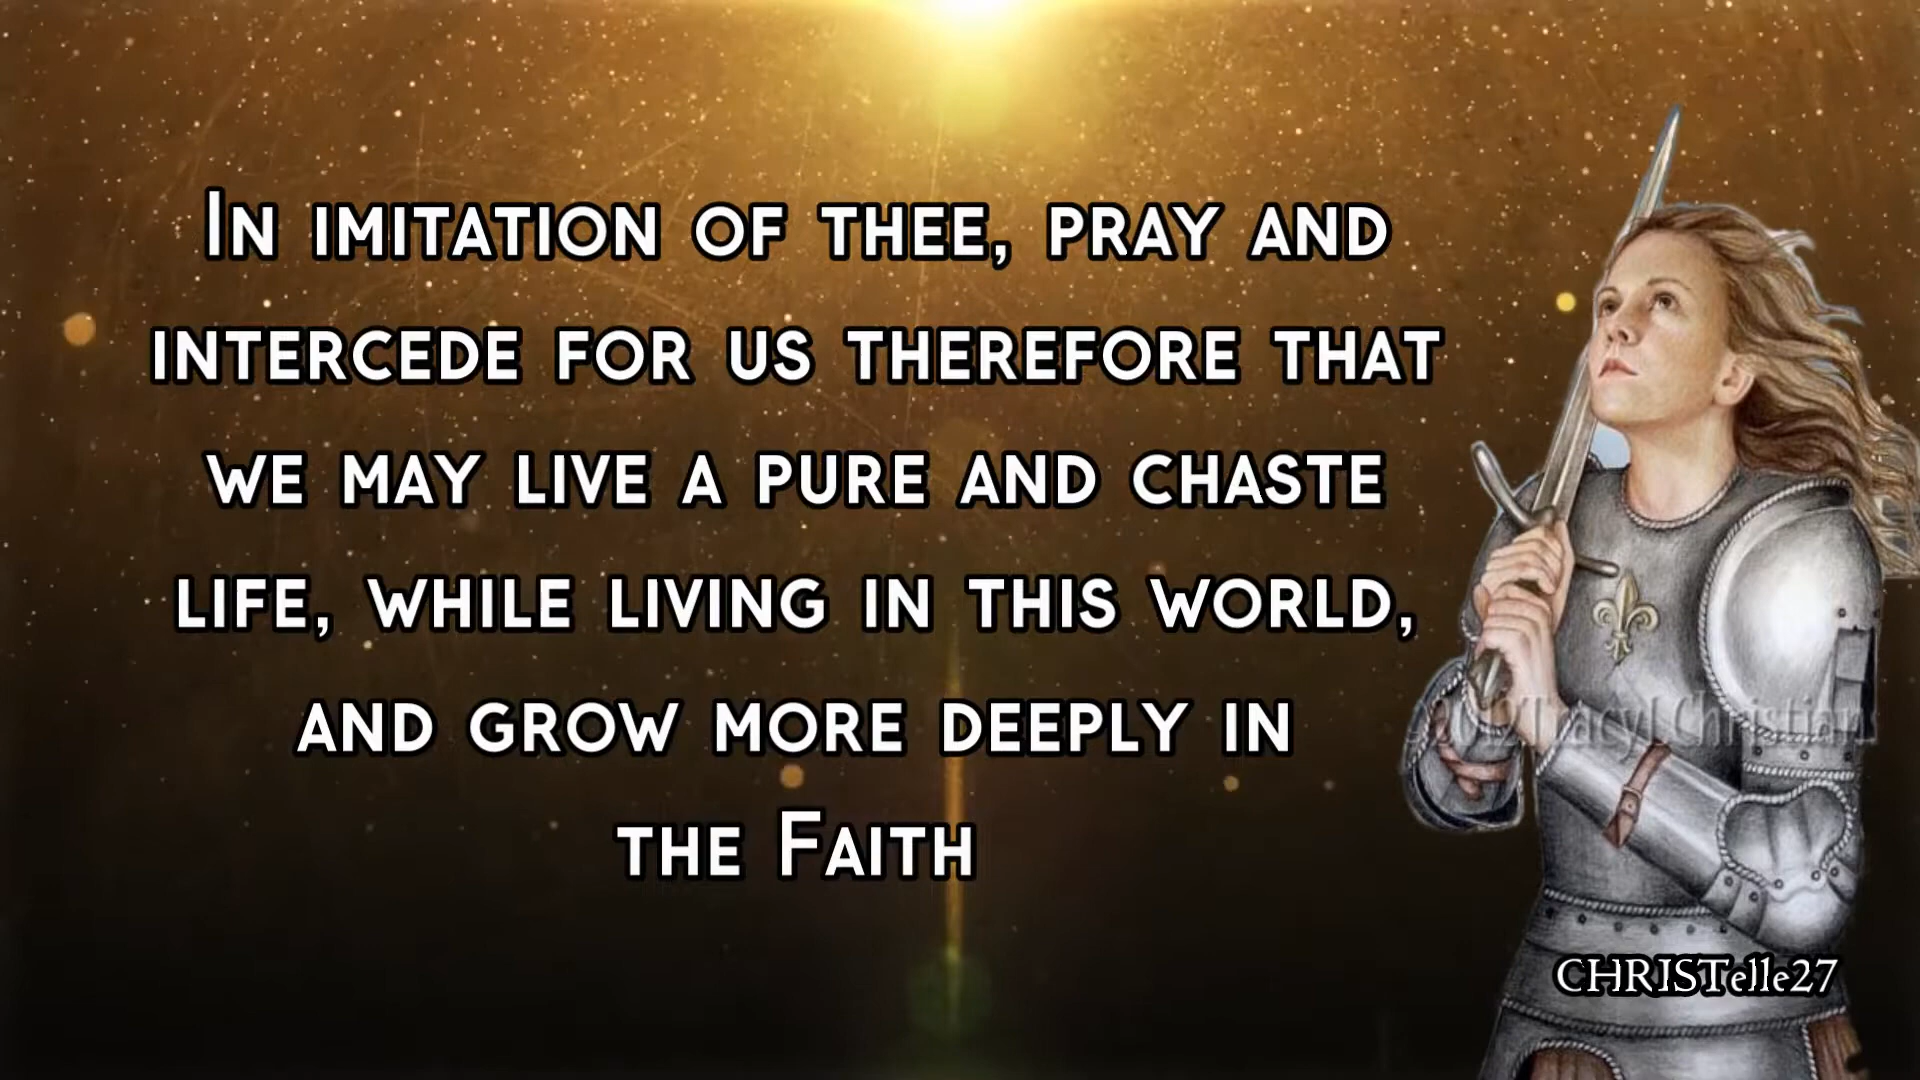 In imitation of thee, pray and
intercede for us therefore that
we may live a pure and chaste
life, while living in this world,
and grow more deeply in
the Faith
2012TracyLChristian
CHRISTelle27